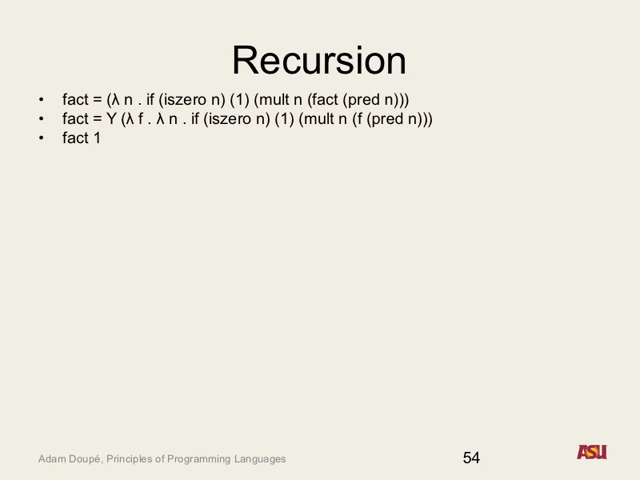 Recursion
• fact = (λ n . if (iszero n) (1) (mult n (fact (pred n)))
• fact = Y (λ f . λ n . if (iszero n) (1) (mult n (f (pred n)))
• fact 1
Adam Doupé, Principles of Programming Languages
54
ASU